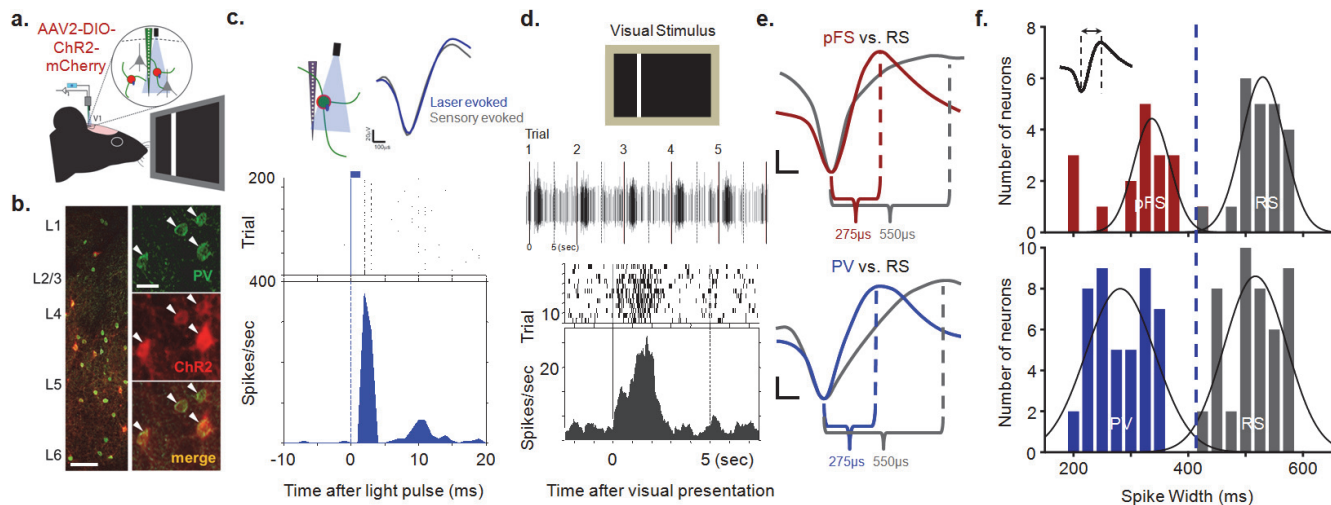 a.
AAV2-DIO-
ChR2-
mCherry
V1
b.
L1
L2/3
L4
L5
L6
PV
ChR2
merge
c.
Laser evoked
Sensory evoked
20µV
100µs
200
Trial
400
Spikes/sec
-10
0
10
20
Time after light pulse (ms)
d.
Visual Stimulus
Trial
1
2
3
4
5
0
5 (sec)
Trial
10
Spikes/sec
20
0
5 (sec)
Time after visual presentation
e.
pFS vs. RS
275µs
550µs
PV vs. RS
275µs
550µs
f.
Number of neurons
8
6
4
2
0
pFS
RS
Number of neurons
10
8
6
4
2
0
PV
RS
200
400
600
Spike Width (ms)